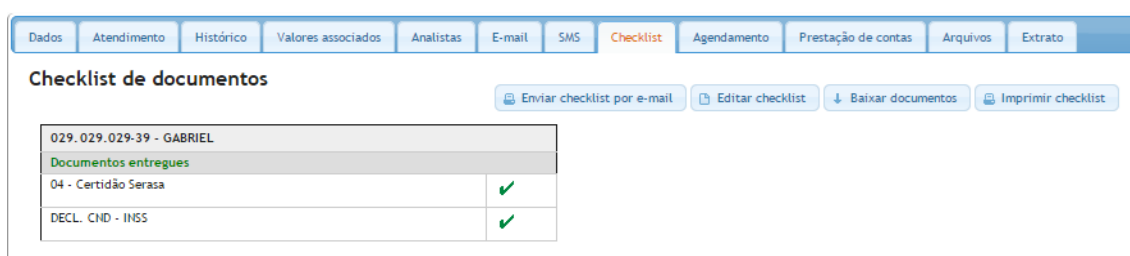 Dados Atendimento Histórico Valores associados Analistas E-mail SMS Checklist Agendamento Prestação de contas Arquivos Extrato
Checklist de documentos
Enviar checklist por e-mail Editar checklist Baixar documentos Imprimir checklist
029.029.029-39 - GABRIEL
Documentos entregues
04 - Certidão Serasa
DECL. CND - INSS